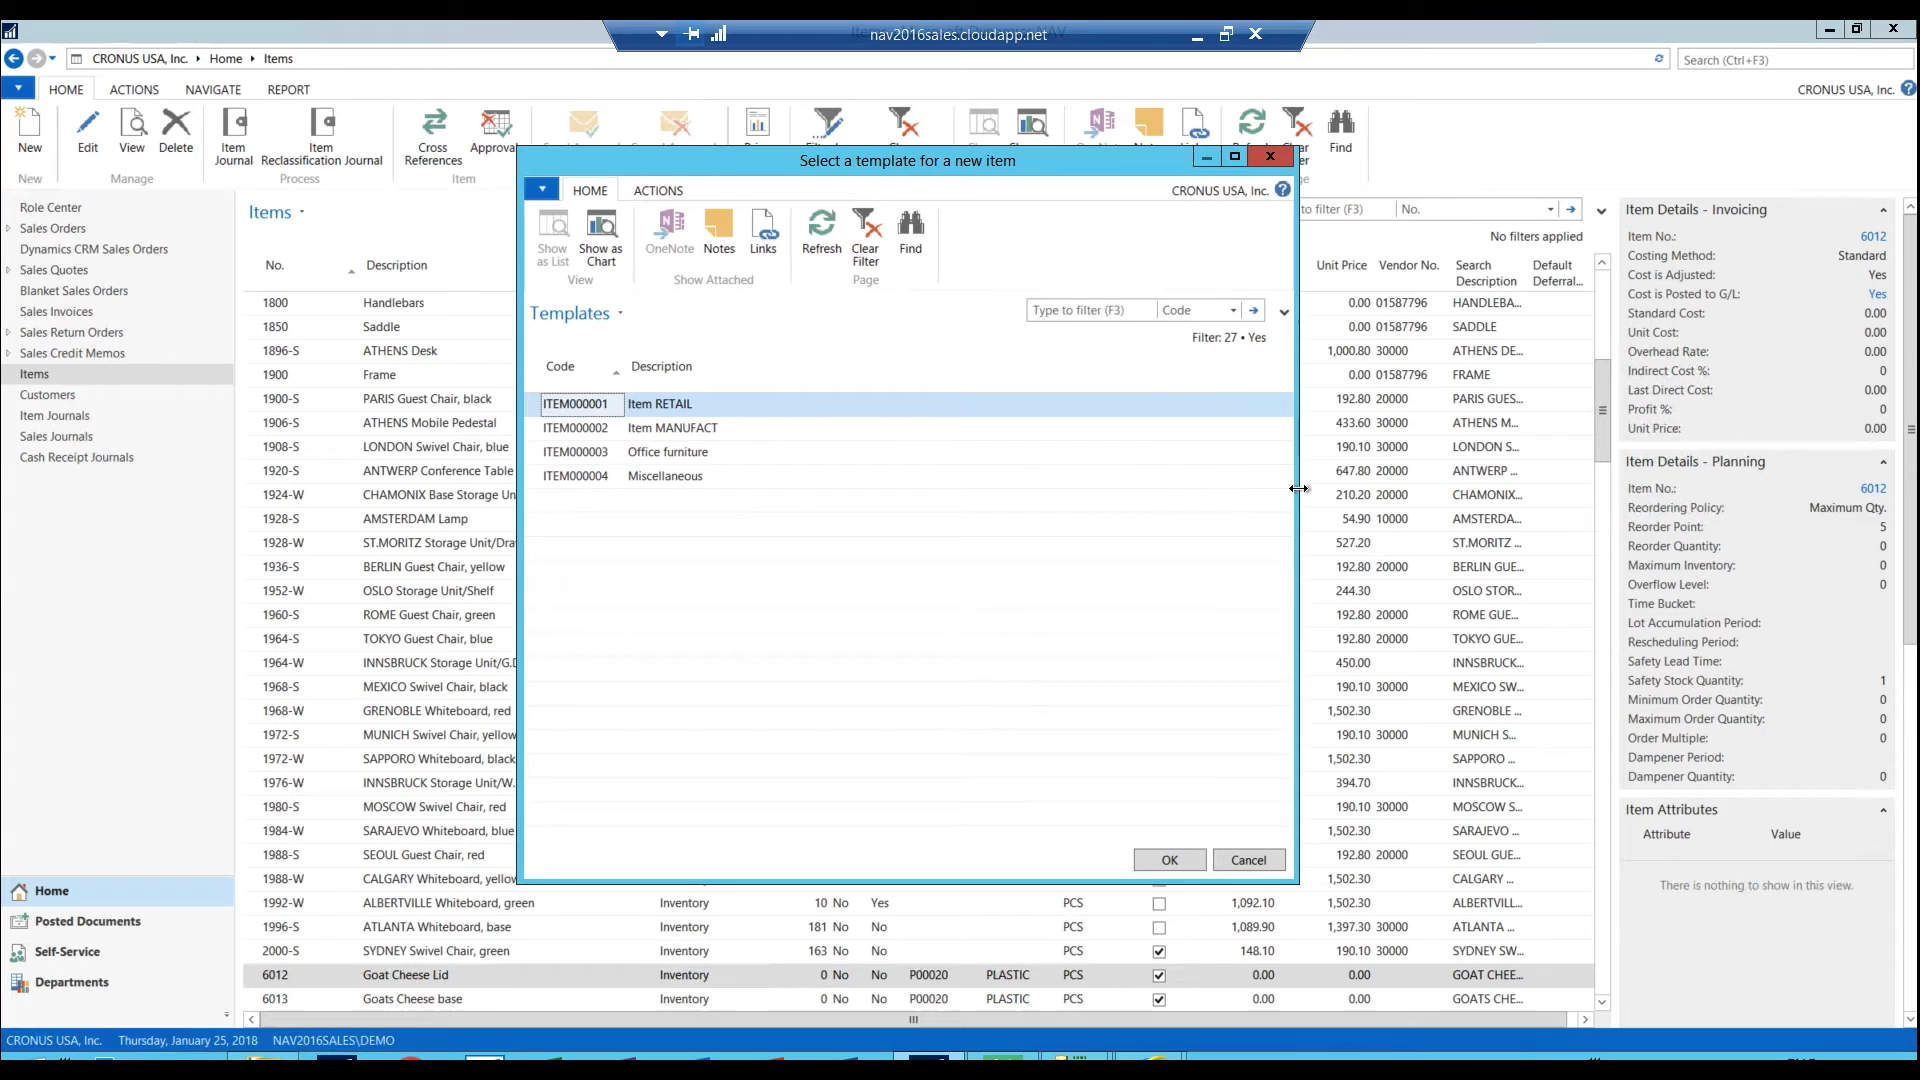 nav2016sales.cloudapp.net
CRONUS USA, Inc. Home Items
Search (Ctrl+F3)
HOME ACTIONS NAVIGATE REPORT
CRONUS USA, Inc.
New
Edit View Delete
Item Journal
Item Reclassification Journal
Cross References
Find
New Manage Process Item
Role Center
Sales Orders
Dynamics CRM Sales Orders
Sales Quotes
Blanket Sales Orders
Sales Invoices
Sales Return Orders
Sales Credit Memos
Items
Customers
Item Journals
Sales Journals
Cash Receipt Journals
Home
Posted Documents
Self-Service
Departments
Items
to filter (F3) No.
No filters applied
No. Description Unit Price Vendor No. Search Description Default Deferral...
1800 Handlebars 0.00 01587796 HANDLEBA...
1850 Saddle 0.00 01587796 SADDLE
1896-S ATHENS Desk 1,000.80 30000 ATHENS DE...
1900 Frame 0.00 01587796 FRAME
1900-S PARIS Guest Chair, black 192.80 20000 PARIS GUES...
1906-S ATHENS Mobile Pedestal 433.60 30000 ATHENS M...
1908-S LONDON Swivel Chair, blue 190.10 30000 LONDON S...
1920-S ANTWERP Conference Table 647.80 20000 ANTWERP ...
1924-W CHAMONIX Base Storage Un 210.20 20000 CHAMONIX...
1928-S AMSTERDAM Lamp 54.90 10000 AMSTERDA...
1928-W ST.MORITZ Storage Unit/Dra 527.20 ST.MORITZ ...
1936-S BERLIN Guest Chair, yellow 192.80 20000 BERLIN GUE...
1952-W OSLO Storage Unit/Shelf 244.30 OSLO STOR...
1960-S ROME Guest Chair, green 192.80 20000 ROME GUE...
1964-S TOKYO Guest Chair, blue 192.80 20000 TOKYO GUE...
1964-W INNSBRUCK Storage Unit/G. 450.00 INNSBRUCK...
1968-S MEXICO Swivel Chair, black 190.10 30000 MEXICO SW...
1968-W GRENOBLE Whiteboard, red 1,502.30 GRENOBLE ...
1972-S MUNICH Swivel Chair, yellow 190.10 30000 MUNICH S...
1972-W SAPPORO Whiteboard, black 1,502.30 SAPPORO ...
1976-W INNSBRUCK Storage Unit/W. 394.70 INNSBRUCK...
1980-S MOSCOW Swivel Chair, red 190.10 30000 MOSCOW S...
1984-W SARAJEVO Whiteboard, blue 1,502.30 SARAJEVO ...
1988-S SEOUL Guest Chair, red 192.80 20000 SEOUL GUE...
1988-W CALGARY Whiteboard, yellow 1,502.30 CALGARY ...
1992-W ALBERTVILLE Whiteboard, green Inventory 10 No Yes PCS 1,092.10 1,502.30 ALBERTVILL...
1996-S ATLANTA Whiteboard, base Inventory 181 No No PCS 1,089.90 1,397.30 30000 ATLANTA ...
2000-S SYDNEY Swivel Chair, green Inventory 163 No No PCS 148.10 190.10 30000 SYDNEY SW...
6012 Goat Cheese Lid Inventory 0 No No P00020 PLASTIC PCS 0.00 0.00 GOAT CHEE...
6013 Goats Cheese base Inventory 0 No No P00020 PLASTIC PCS 0.00 0.00 GOATS CHE...
Select a template for a new item
HOME ACTIONS CRONUS USA, Inc.
Show as List
Show as Chart
OneNote Notes Links
Refresh
Clear Filter
Find
View Show Attached Page
Templates
Type to filter (F3) Code
Filter: 27 • Yes
Code Description
ITEM000001 Item RETAIL
ITEM000002 Item MANUFACT
ITEM000003 Office furniture
ITEM000004 Miscellaneous
OK Cancel
Item Details - Invoicing
Item No.: 6012
Costing Method: Standard
Cost is Adjusted: Yes
Cost is Posted to G/L: Yes
Standard Cost: 0.00
Unit Cost: 0.00
Overhead Rate: 0.00
Indirect Cost %: 0
Last Direct Cost: 0.00
Profit %: 0
Unit Price: 0.00
Item Details - Planning
Item No.: 6012
Reordering Policy: Maximum Qty.
Reorder Point: 5
Reorder Quantity: 0
Maximum Inventory: 0
Overflow Level: 0
Time Bucket:
Lot Accumulation Period:
Rescheduling Period:
Safety Lead Time:
Safety Stock Quantity: 1
Minimum Order Quantity: 0
Maximum Order Quantity: 0
Order Multiple: 0
Dampener Period:
Dampener Quantity: 0
Item Attributes
Attribute Value
There is nothing to show in this view.
CRONUS USA, Inc. Thursday, January 25, 2018 NAV2016SALES\DEMO